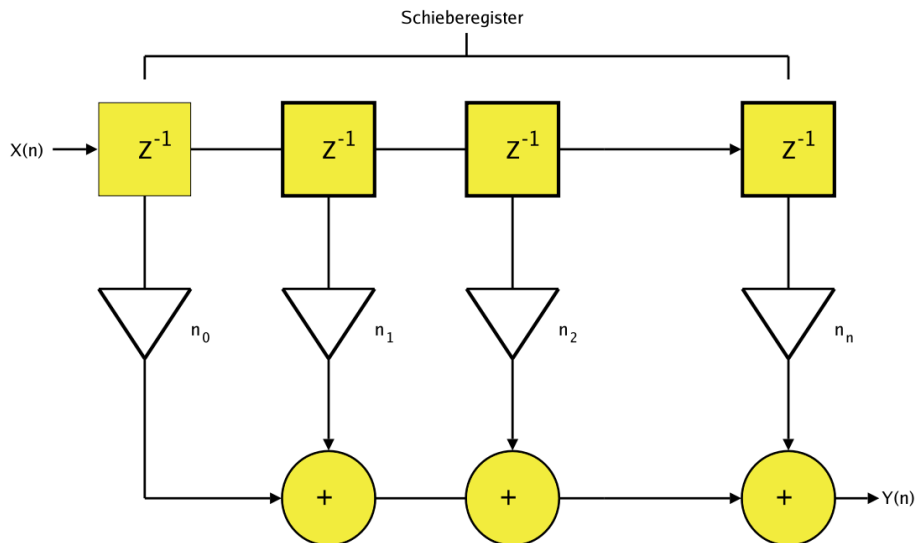 Schieberegister
X(n)
Z⁻¹
Z⁻¹
Z⁻¹
Z⁻¹
n₀
n₁
n₂
nₙ
+
+
+
Y(n)